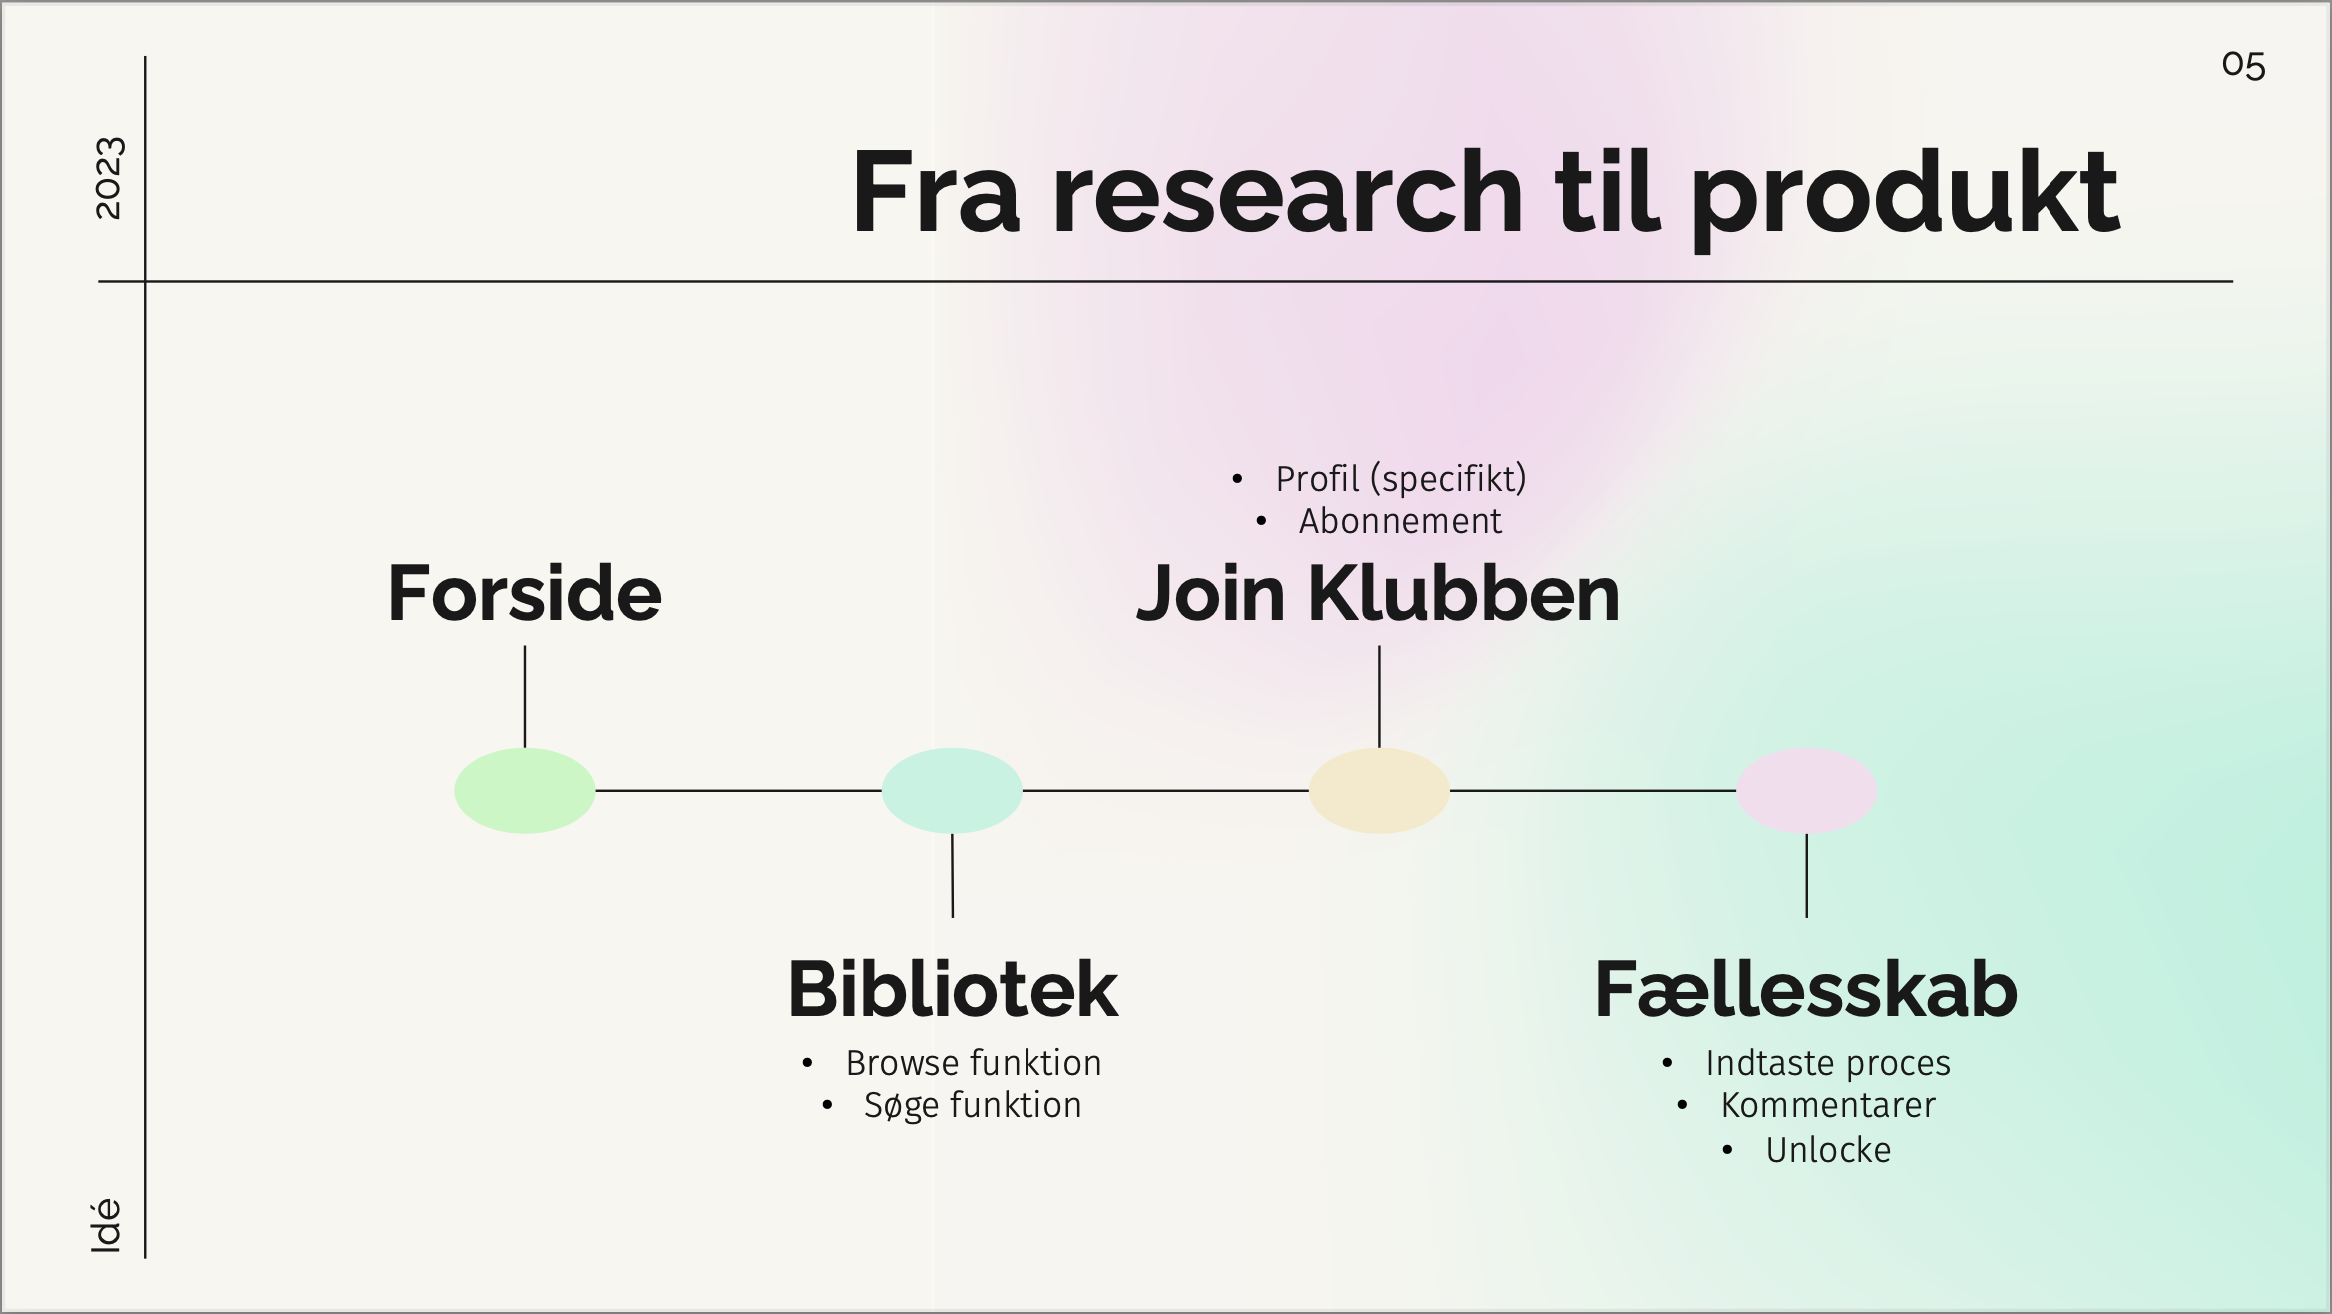 05
2023
Fra research til produkt
Forside
• Profil (specifikt)
• Abonnement
Join Klubben
Bibliotek
• Browse funktion
• Søge funktion
Fællesskab
• Indtaste proces
• Kommentarer
• Unlocke
Idé